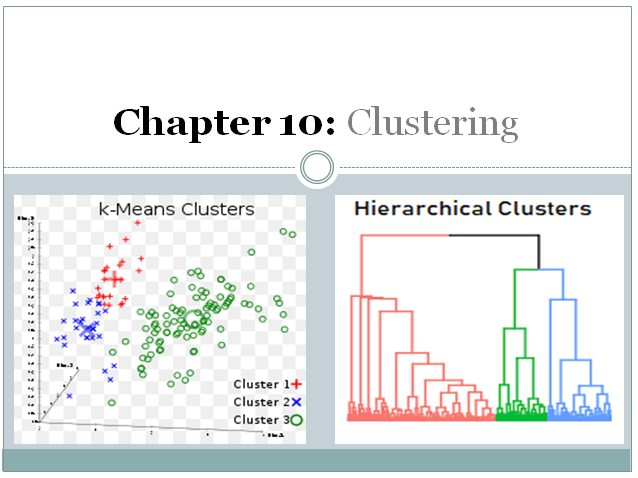 Chapter 10: Clustering
k-Means Clusters
Cluster 1
Cluster 2
Cluster 3
Hierarchical Clusters